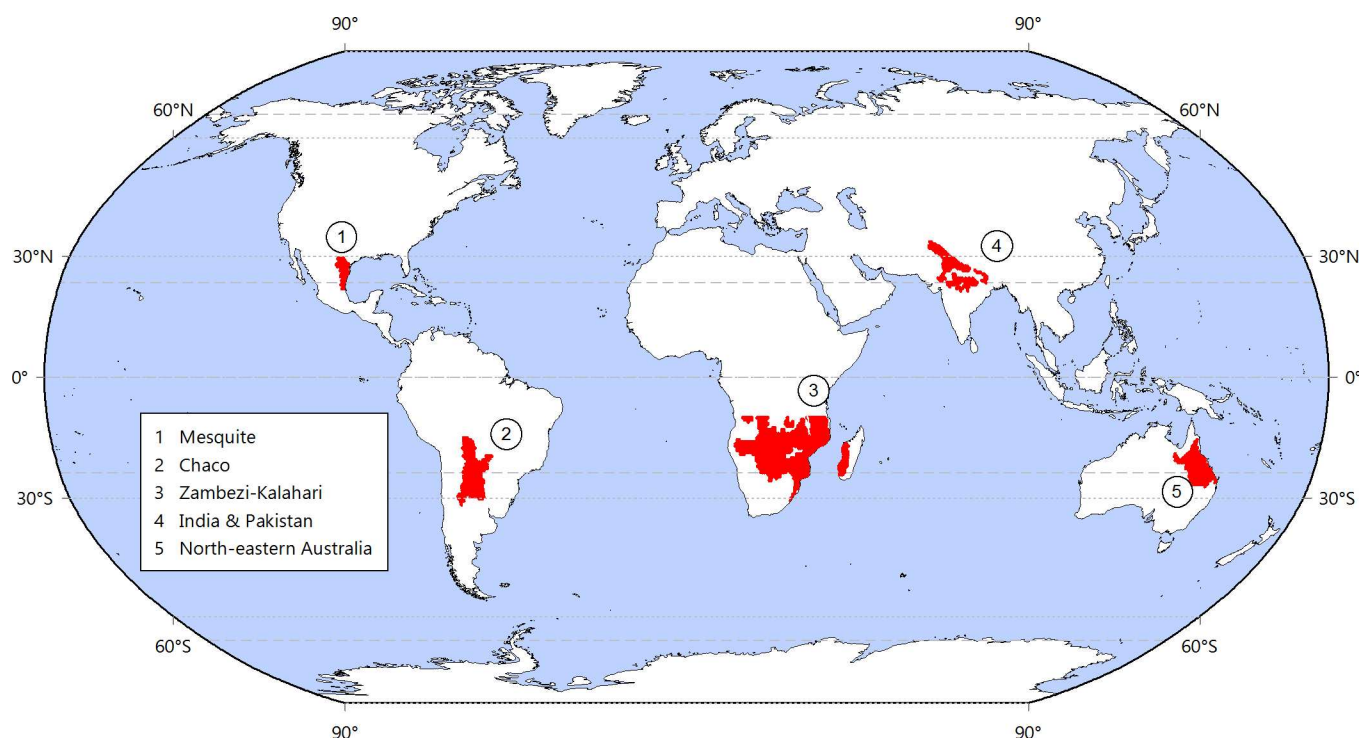 90°
90°
60°N
60°N
1
4
30°N
30°N
0°
3
0°
2
1 Mesquite
2 Chaco
3 Zambezi-Kalahari
4 India & Pakistan
5 North-eastern Australia
5
30°S
30°S
60°S
60°S
90°
90°